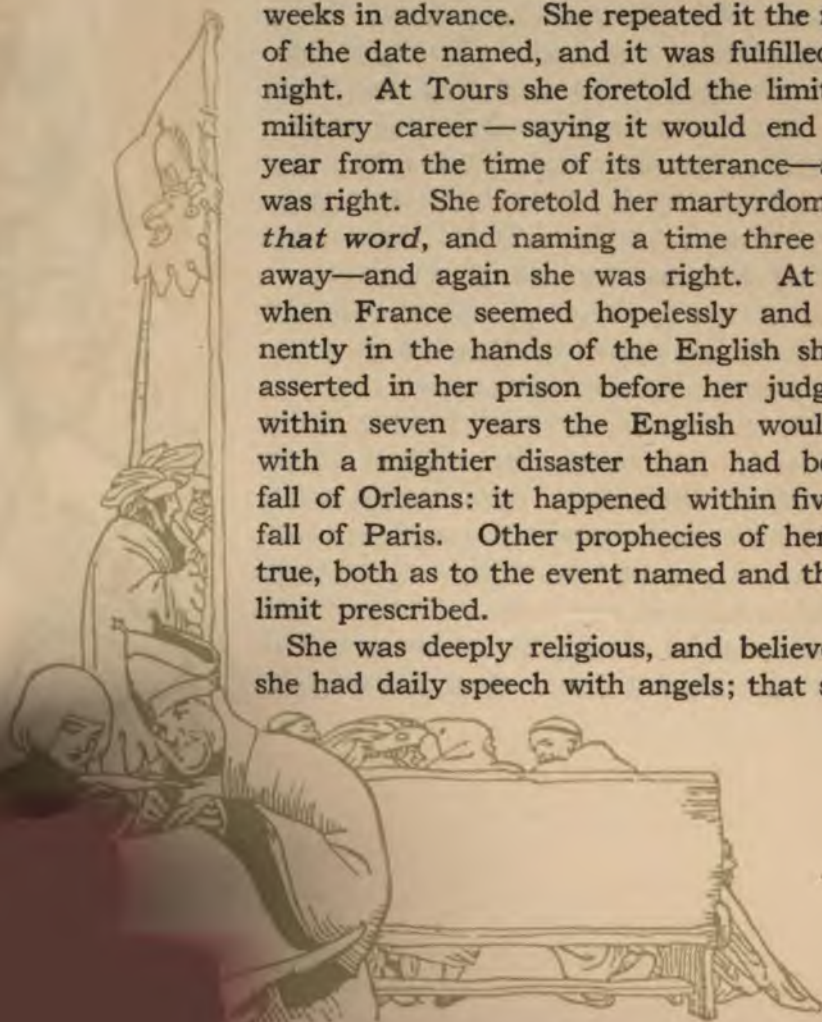 weeks in advance. She repeated it the
of the date named, and it was fulfilled
night. At Tours she foretold the limit
military career — saying it would end
year from the time of its utterance—
was right. She foretold her martyrdom
that word, and naming a time three
away—and again she was right. At
when France seemed hopelessly and
nently in the hands of the English sh
asserted in her prison before her judg
within seven years the English woul
with a mightier disaster than had be
fall of Orleans: it happened within fiv
fall of Paris. Other prophecies of her
true, both as to the event named and th
limit prescribed.
She was deeply religious, and believe
she had daily speech with angels; that